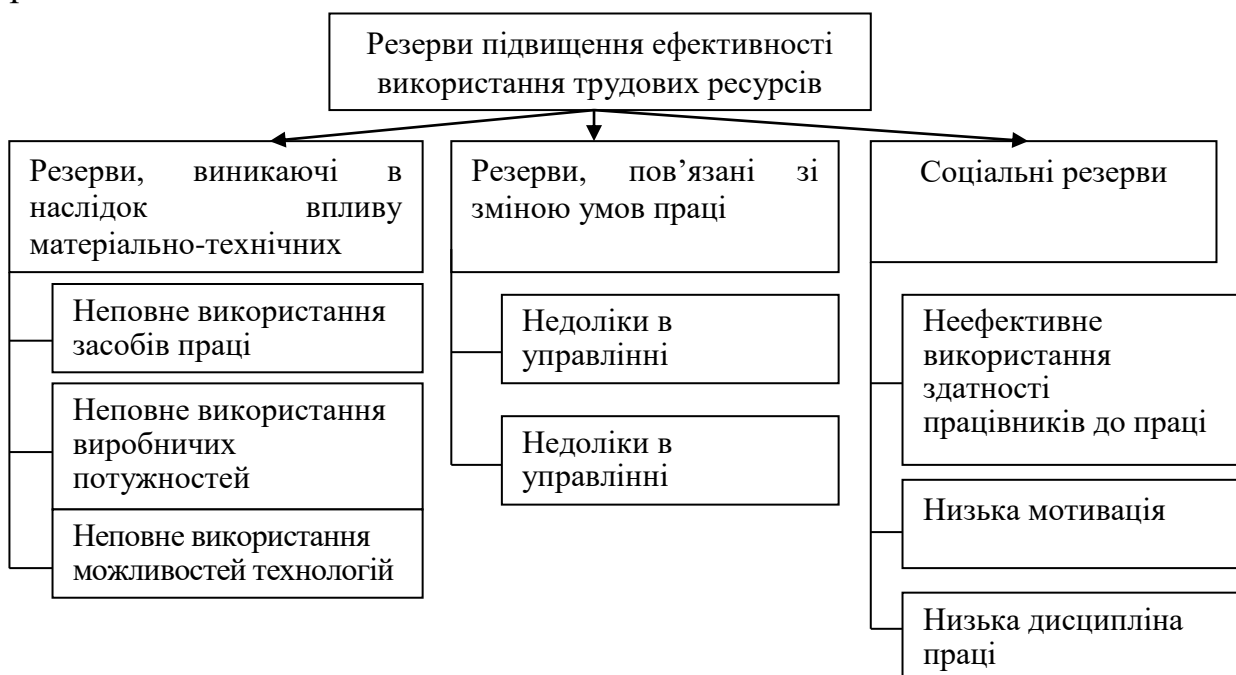 Резерви підвищення ефективності
використання трудових ресурсів
Резерви, виникаючі в
наслідок впливу
матеріально-технічних
Неповне використання
засобів праці
Неповне використання
виробничих
потужностей
Неповне використання
можливостей технологій
Резерви, пов’язані зі
зміною умов праці
Недоліки в
управлінні
Недоліки в
управлінні
Соціальні резерви
Неефективне
використання
здатності
працівників до праці
Низька мотивація
Низька дисципліна
праці